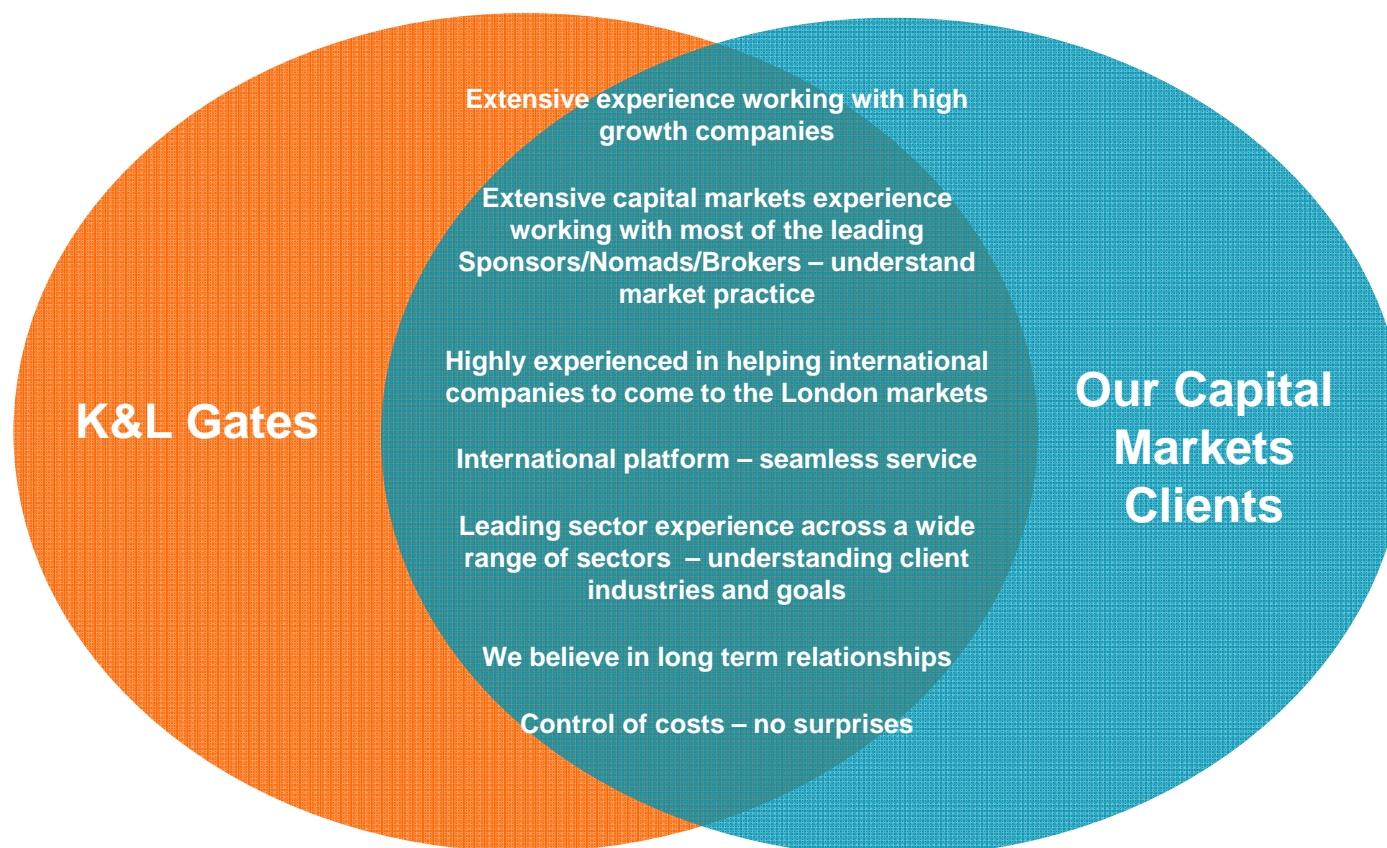 K&L Gates
Extensive experience working with high
growth companies
Extensive capital markets experience
working with most of the leading
Sponsors/Nomads/Brokers – understand
market practice
Highly experienced in helping international
companies to come to the London markets
International platform – seamless service
Leading sector experience across a wide
range of sectors – understanding client
industries and goals
We believe in long term relationships
Control of costs – no surprises
Our Capital
Markets
Clients